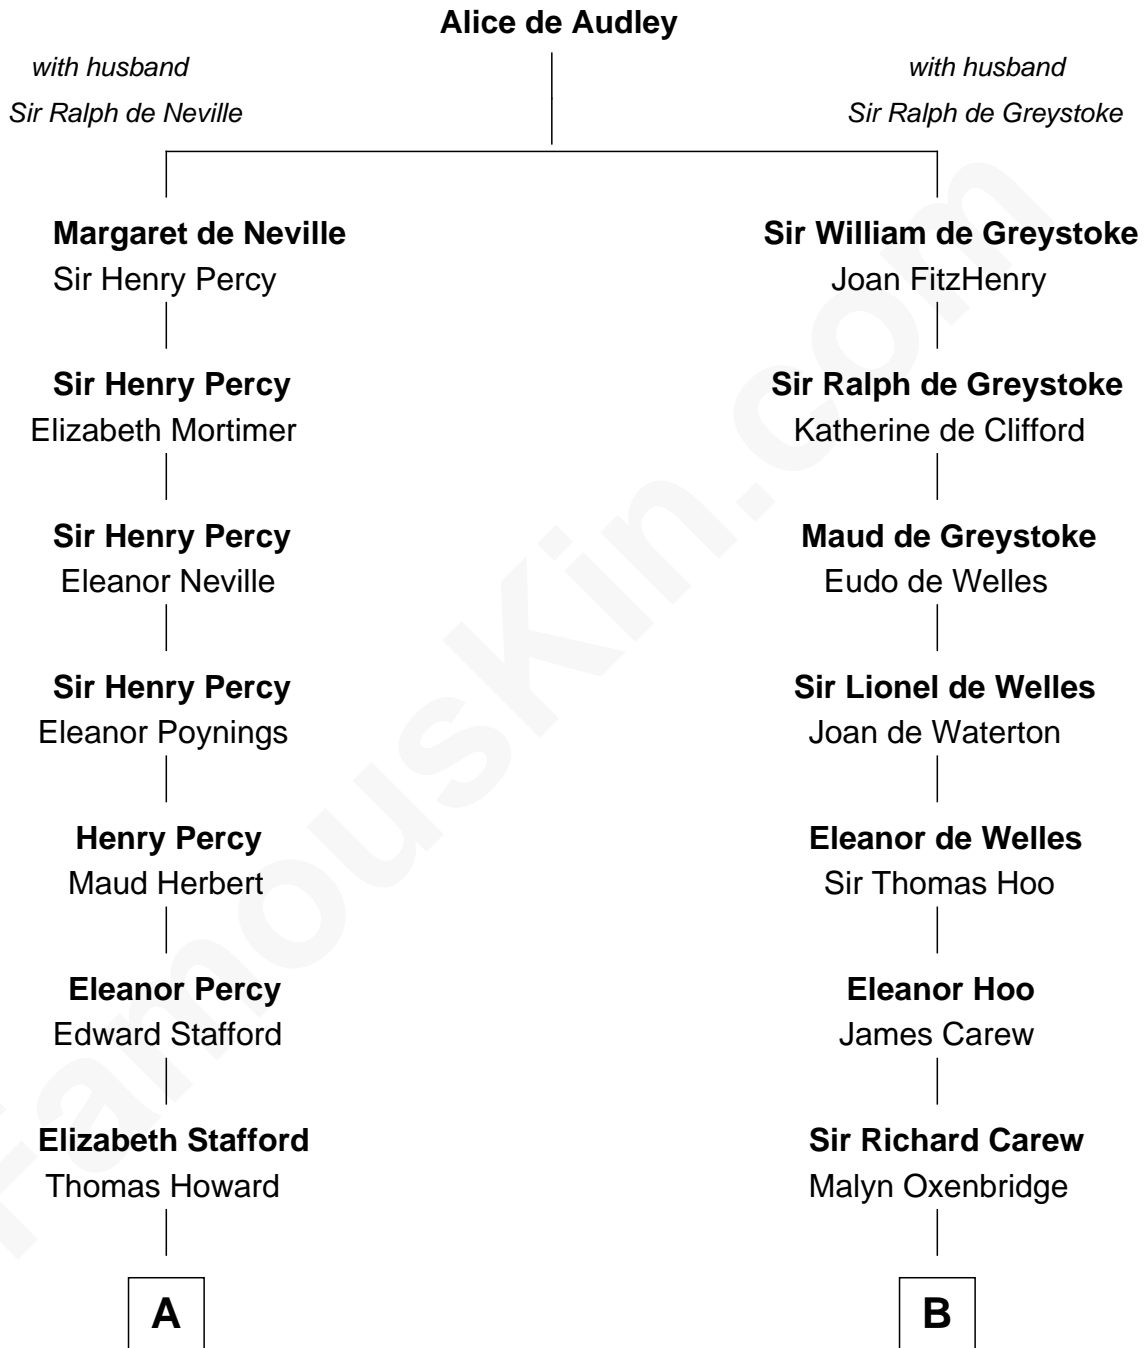 Alice de Audley
with husband
Sir Ralph de Neville
with husband
Sir Ralph de Greystoke
Margaret de Neville
Sir Henry Percy
Sir William de Greystoke
Joan FitzHenry
Sir Henry Percy
Elizabeth Mortimer
Sir Ralph de Greystoke
Katherine de Clifford
Sir Henry Percy
Eleanor Neville
Maud de Greystoke
Eudo de Welles
Sir Henry Percy
Eleanor Poynings
Sir Lionel de Welles
Joan de Waterton
Henry Percy
Maud Herbert
Eleanor de Welles
Sir Thomas Hoo
Eleanor Percy
Edward Stafford
Eleanor Hoo
James Carew
Elizabeth Stafford
Thomas Howard
Sir Richard Carew
Malyn Oxenbridge
A
B
FamousKin.com